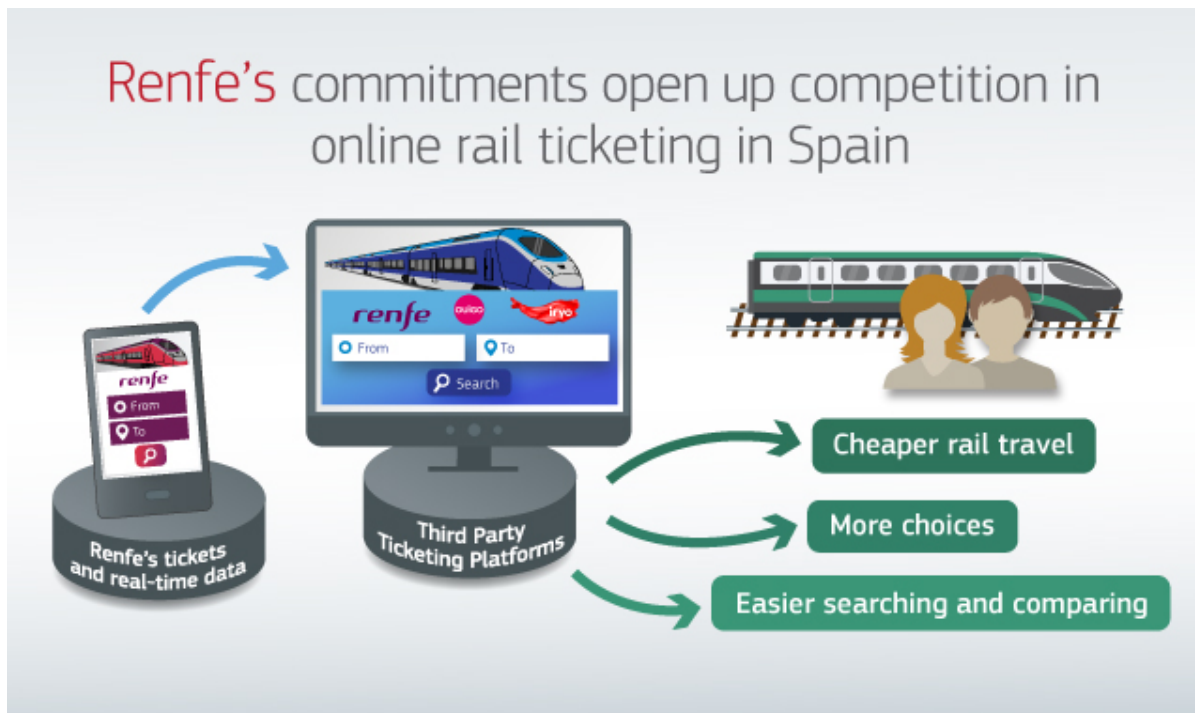 Renfe's commitments open up competition in
online rail ticketing in Spain
renfe
From
To
Renfe's tickets
and real-time data
renfe
ouigo
iryo
From
To
Search
Third Party
Ticketing Platforms
Cheaper rail travel
More choices
Easier searching and comparing